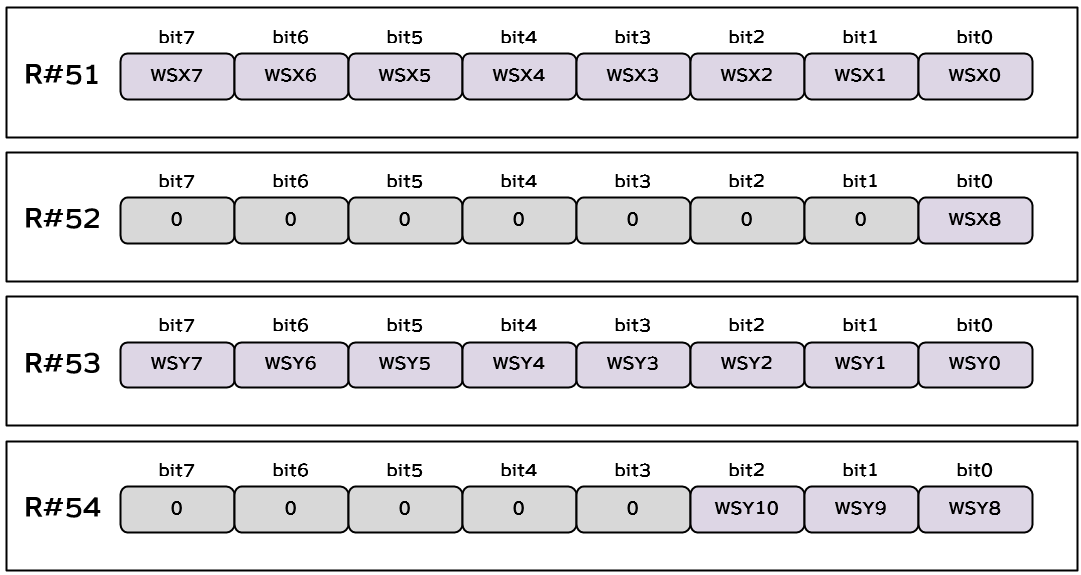 bit7 bit6 bit5 bit4 bit3 bit2 bit1 bit0
R#51 WSX7 WSX6 WSX5 WSX4 WSX3 WSX2 WSX1 WSX0
bit7 bit6 bit5 bit4 bit3 bit2 bit1 bit0
R#52 0 0 0 0 0 0 0 WSX8
bit7 bit6 bit5 bit4 bit3 bit2 bit1 bit0
R#53 WSY7 WSY6 WSY5 WSY4 WSY3 WSY2 WSY1 WSY0
bit7 bit6 bit5 bit4 bit3 bit2 bit1 bit0
R#54 0 0 0 0 0 WSY10 WSY9 WSY8